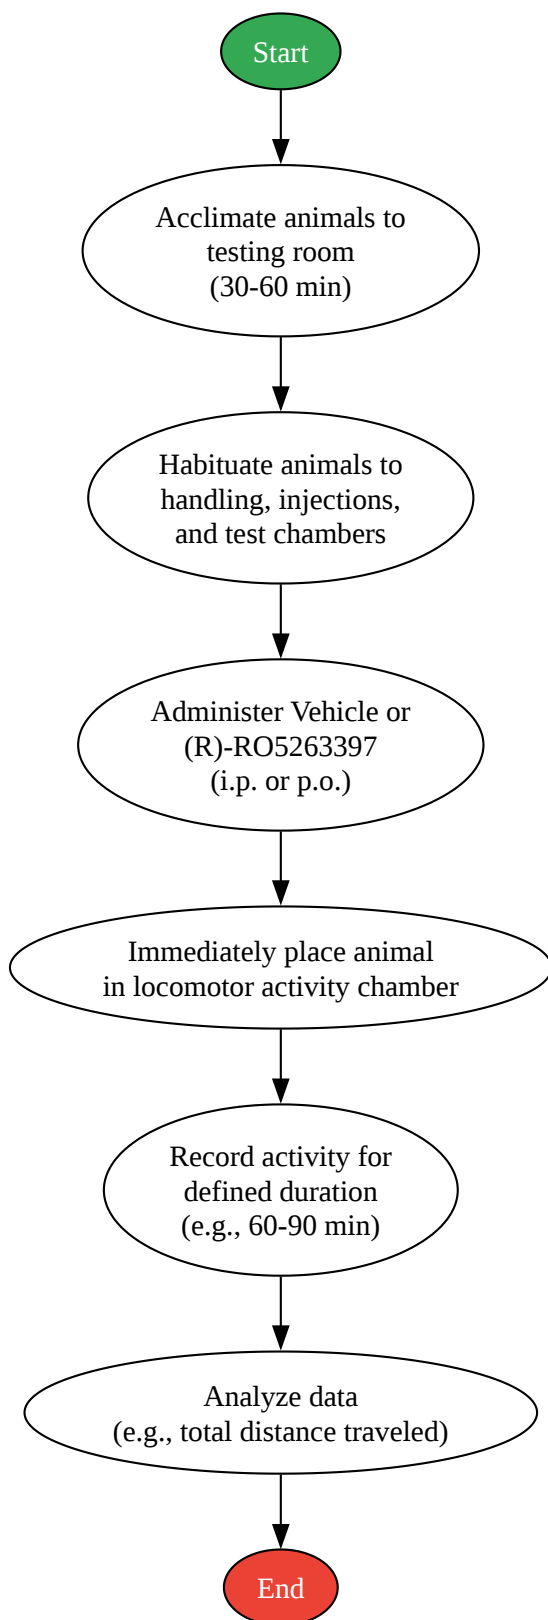 Start
Acclimate animals to
testing room
(30-60 min)
Habituate animals to
handling, injections,
and test chambers
Administer Vehicle or
(R)-RO5263397
(i.p. or p.o.)
Immediately place animal
in locomotor activity chamber
Record activity for
defined duration
(e.g., 60-90 min)
Analyze data
(e.g., total distance traveled)
End